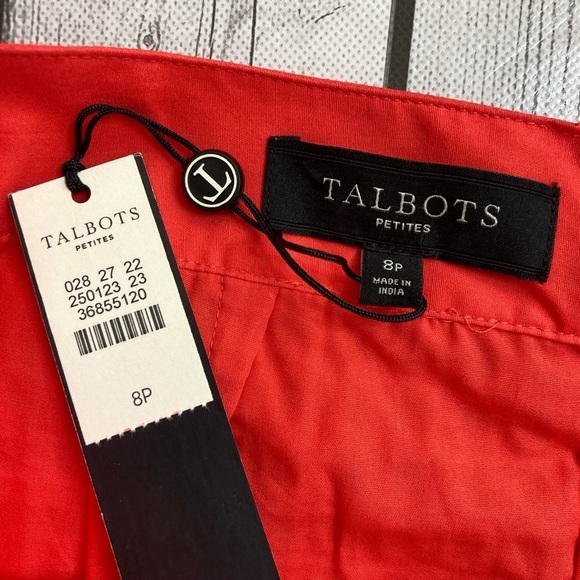 TALBOTS
PETITES
8P
MADE IN
INDIA
T
TALBOTS
PETITES
028 27 22
250123 23
36855120
8P